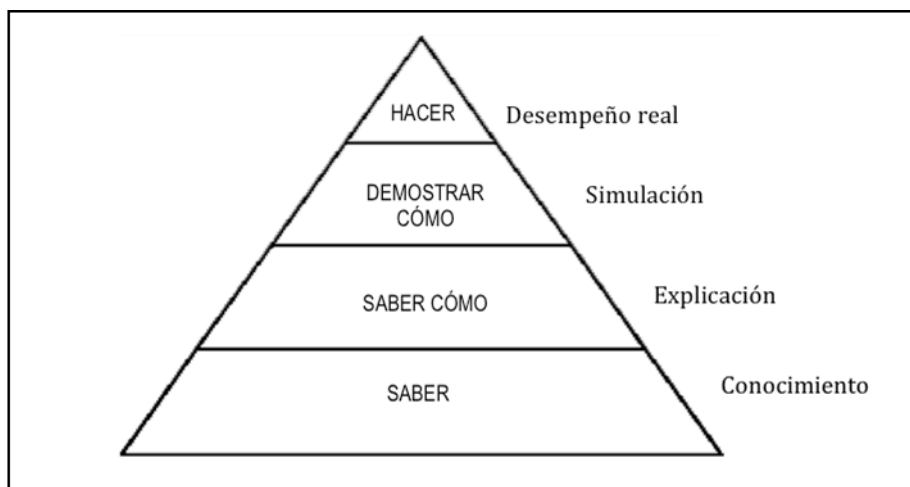 HACER
Desempeño real
DEMOSTRAR
CÓMO
Simulación
SABER CÓMO
Explicación
SABER
Conocimiento